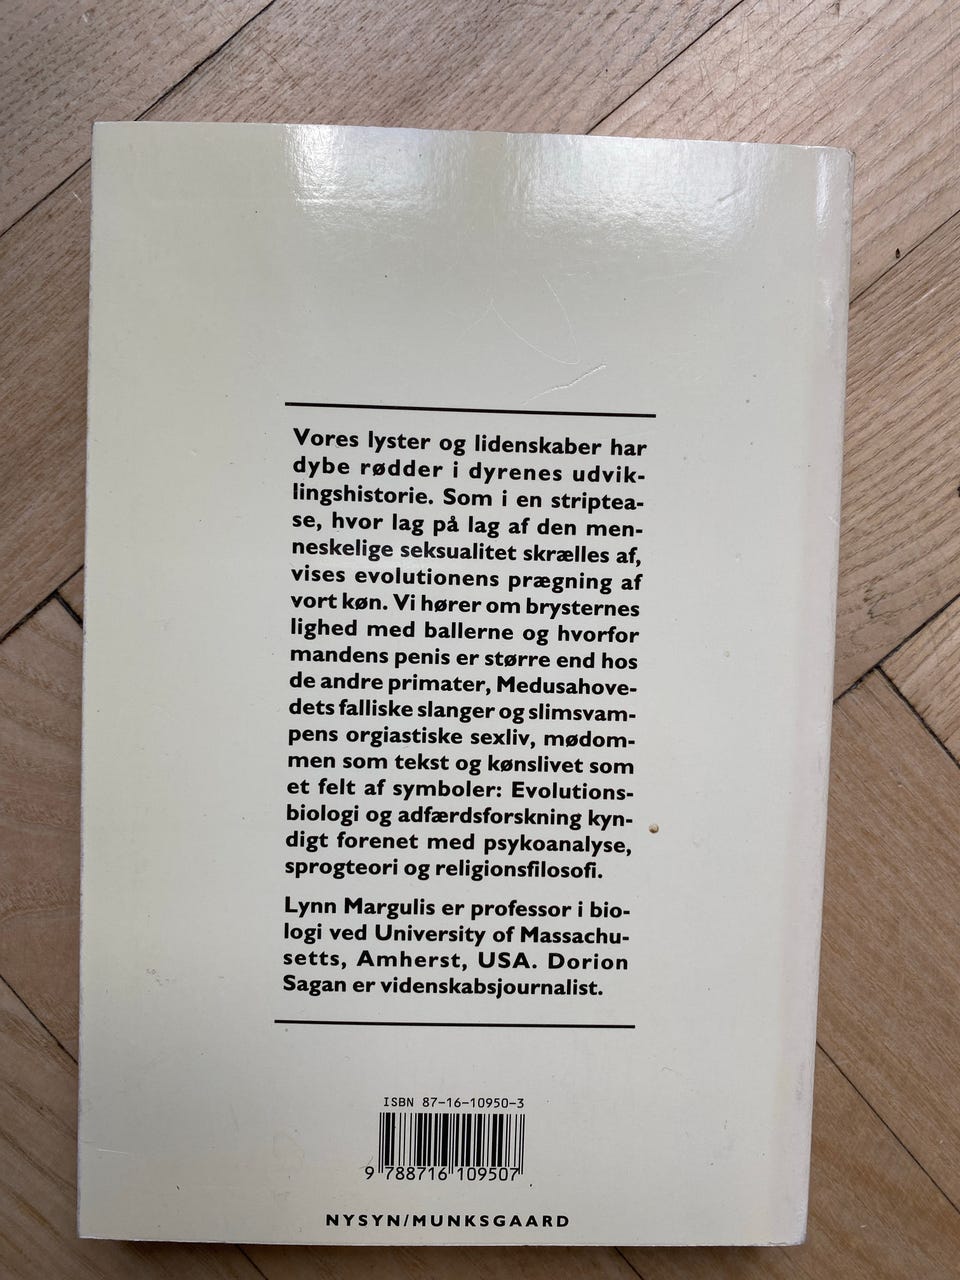 Vores lyster og lidenskaber har
dybe rødder i dyrenes udvik-
lingshistorie. Som i en striptea-
se, hvor lag på lag af den men-
neskelige seksualitet skrælles af,
vises evolutionens prægning af
vort køn. Vi hører om brysternes
lighed med ballerne og hvorfor
mandens penis er større end hos
de andre primater, Medusahove-
dets falliske slanger og slimsvam-
pens orgiastiske sexliv, mødom-
men som tekst og kønslivet som
et felt af symboler: Evolutions-
biologi og adfærdsforskning kyn-
digt forenet med psykoanalyse,
sprogteori og religionsfilosofi.
Lynn Margulis er professor i bio-
logi ved University of Massachu-
setts, Amherst, USA. Dorion
Sagan er videnskabsjournalist.
ISBN 87-16-10950-3
9 788716 109507
NYSYN/MUNKSGAARD